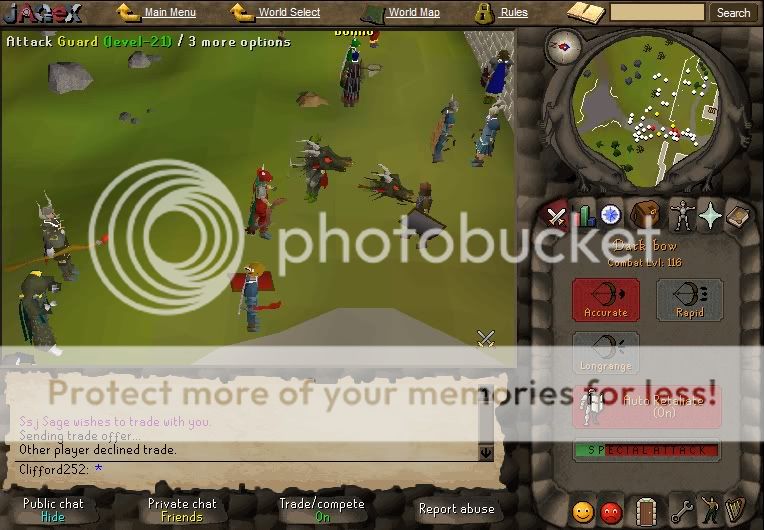 JAGEX Main Menu World Select World Map Rules Search
Attack Guard (level-21) / 3 more options
photobucket
Dark bow
Combat Lvl: 116
Accurate Rapid
Longrange
Protect more of your memories for less!
Auto Retaliate
(On)
Ssj Sage wishes to trade with you.
Sending trade offer...
Other player declined trade.
SPECIAL ATTACK
Clifford252: *
Public chat Private chat Trade/compete Report abuse
Hide Friends On